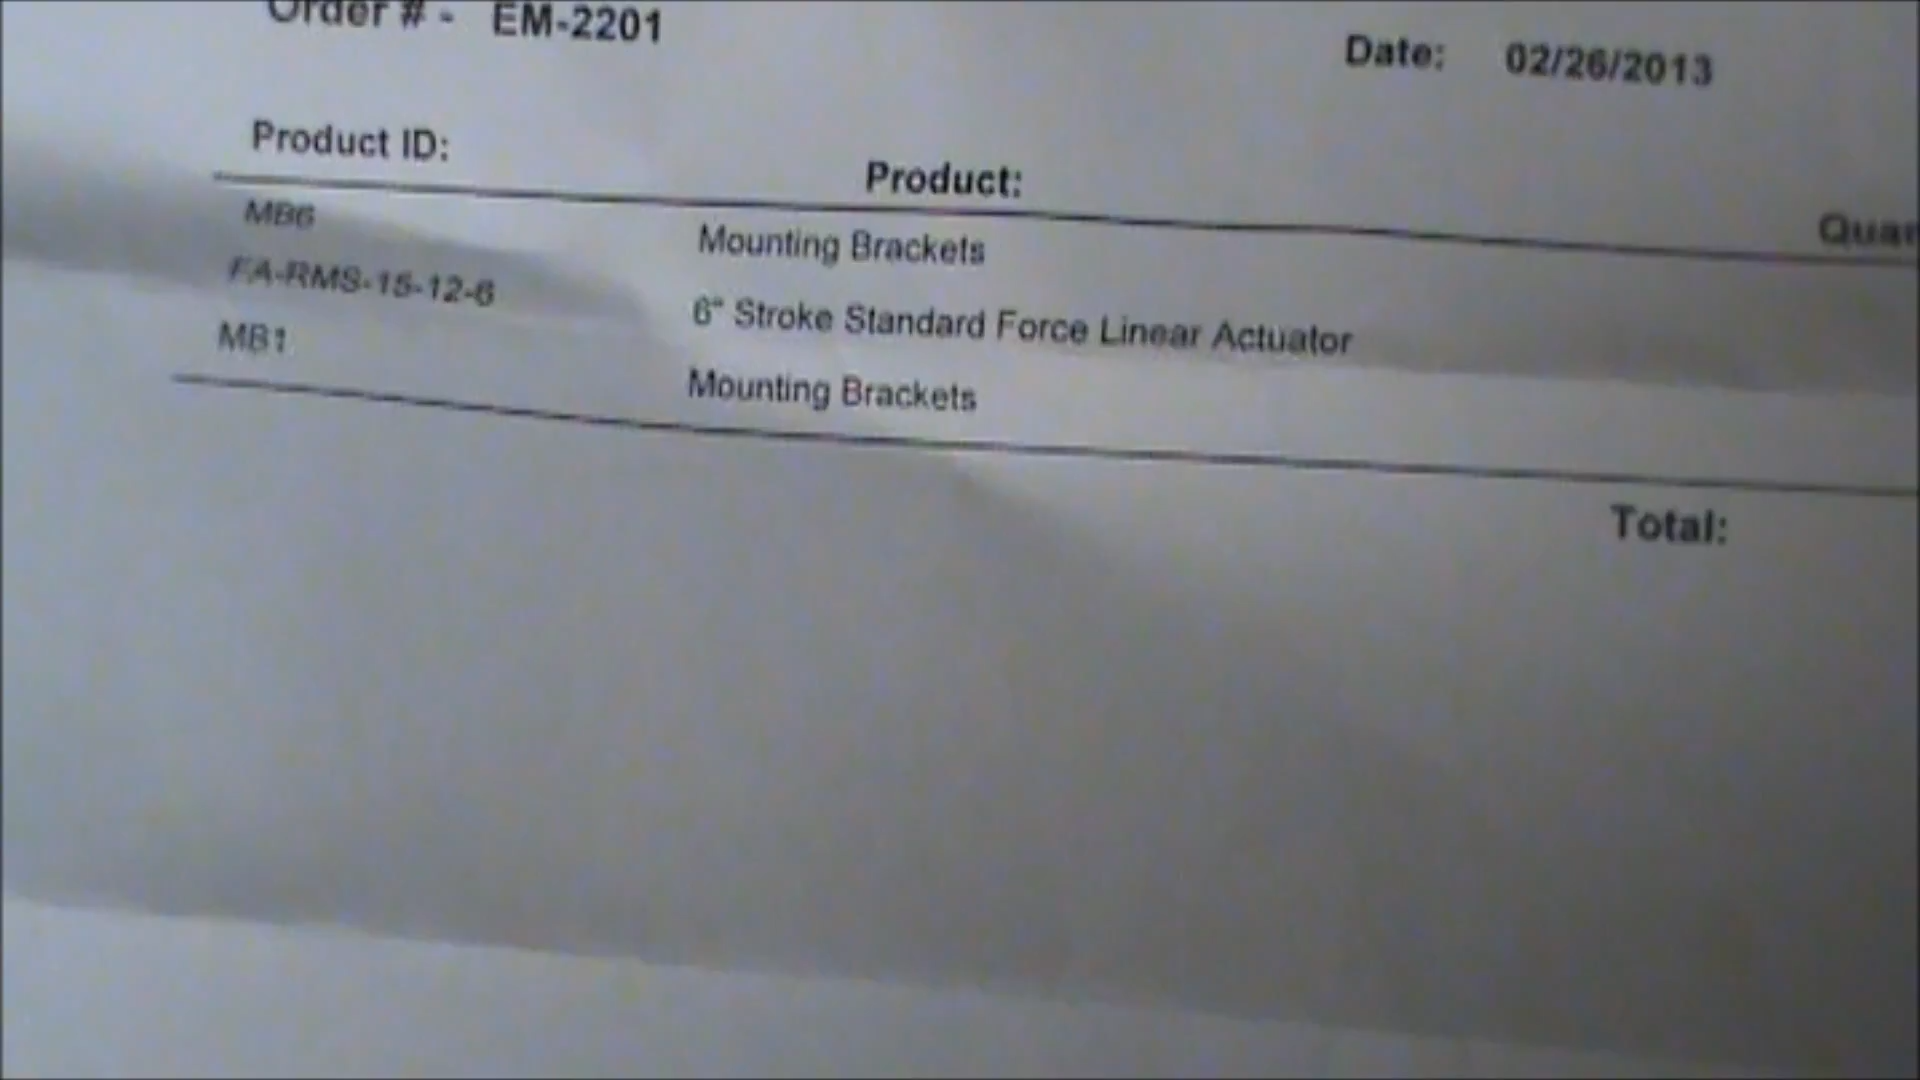 Order # - EM-2201
Date: 02/26/2013
Product ID: Product: Quan
MB6 Mounting Brackets
FA-RMS-15-12-6 6" Stroke Standard Force Linear Actuator
MB1 Mounting Brackets
Total: